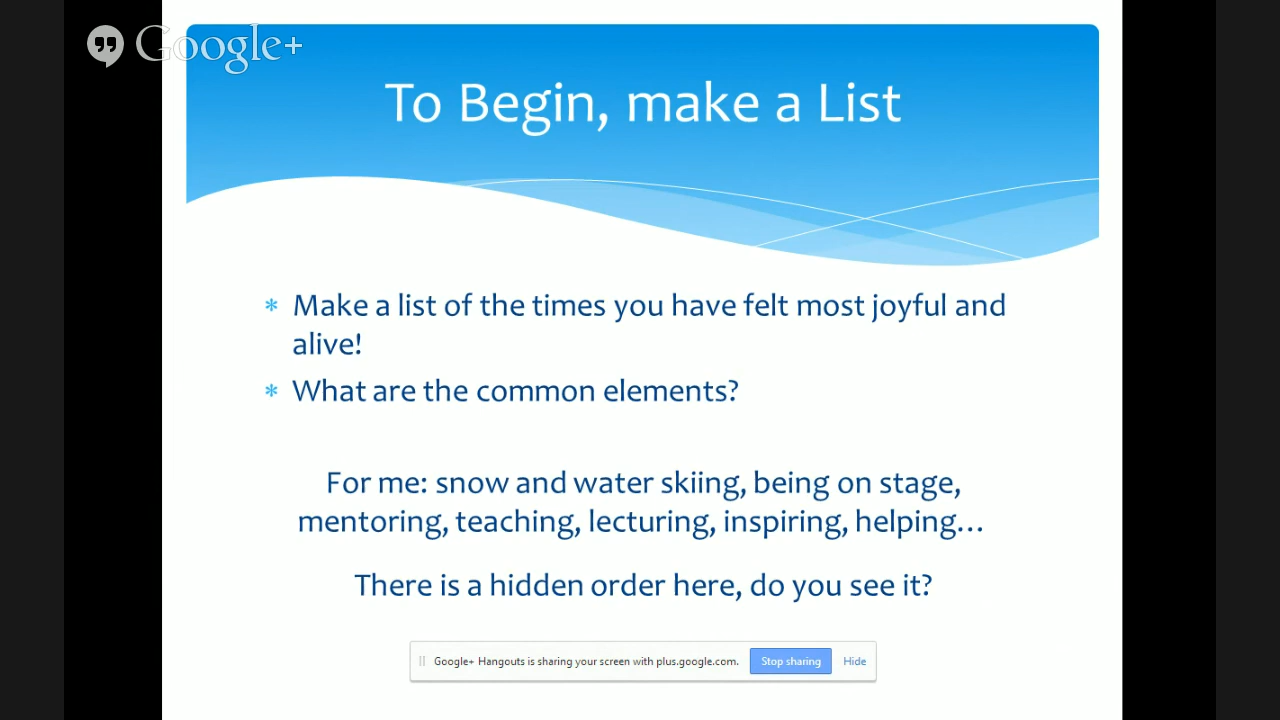 Google+
To Begin, make a List
* Make a list of the times you have felt most joyful and
alive!
* What are the common elements?
For me: snow and water skiing, being on stage,
mentoring, teaching, lecturing, inspiring, helping...
There is a hidden order here, do you see it?
Google+ Hangouts is sharing your screen with plus.google.com. Stop sharing Hide